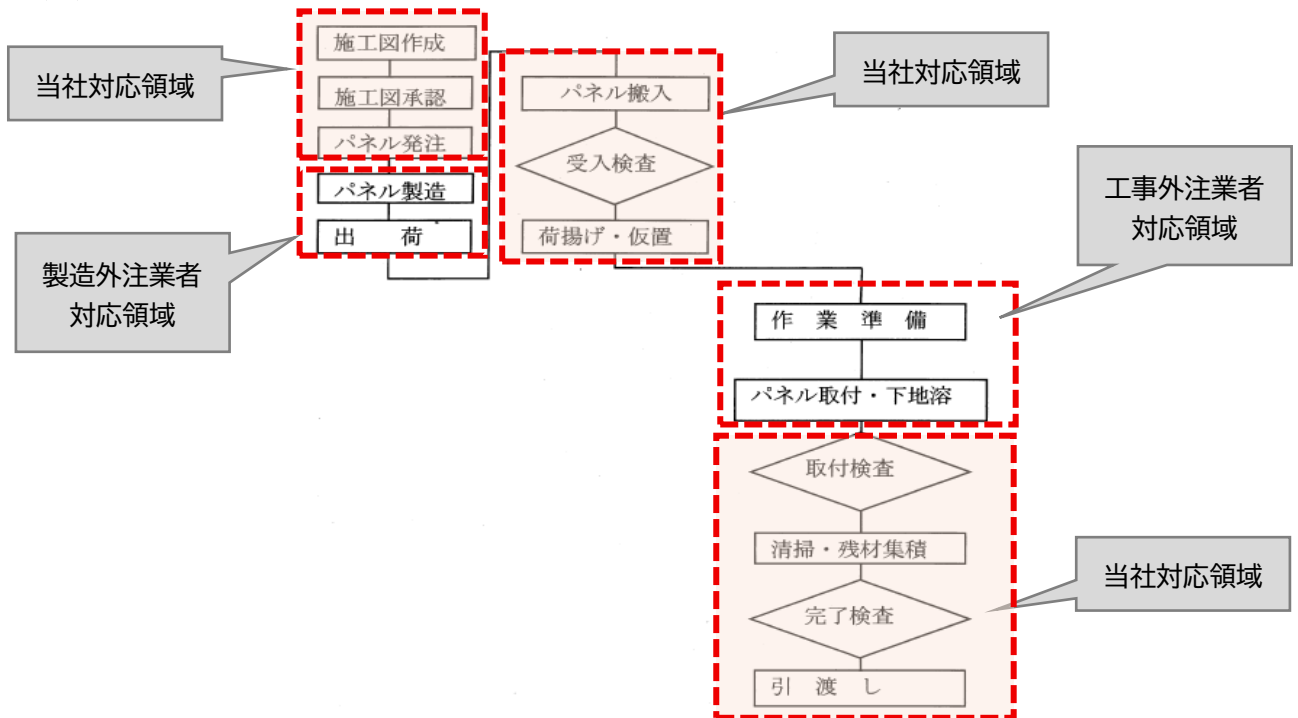 施工図作成
当社対応領域
施工図承認
パネル発注
パネル製造
出 荷
製造外注業者
対応領域
当社対応領域
パネル搬入
受入検査
荷揚げ・仮置
工事外注業者
対応領域
作 業 準 備
パネル取付・下地溶
取付検査
清掃・残材集積
当社対応領域
完了検査
引 渡 し